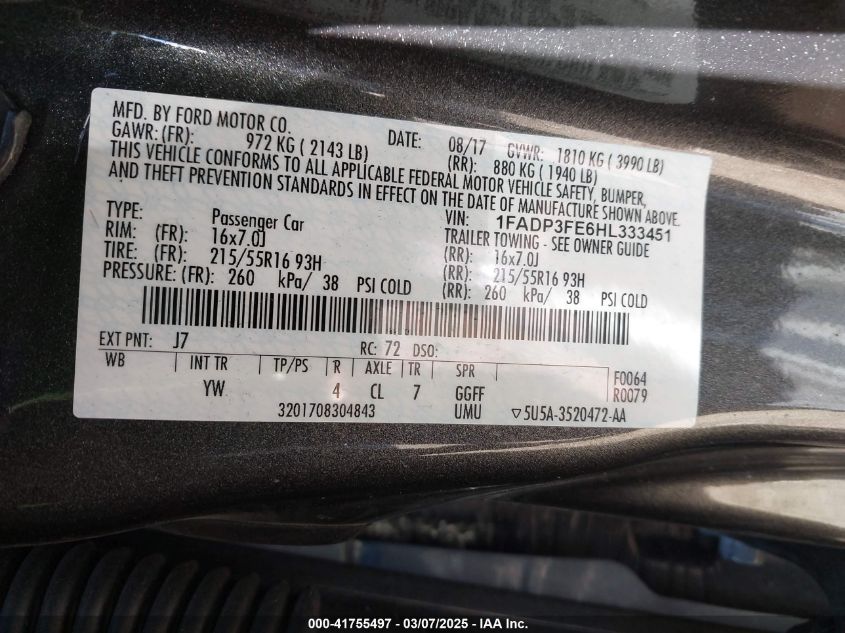 MFD. BY FORD MOTOR CO.
DATE: 08/17 GVWR: 1810 KG ( 3990 LB)
GAWR: (FR): 972 KG ( 2143 LB) (RR): 880 KG ( 1940 LB)
THIS VEHICLE CONFORMS TO ALL APPLICABLE FEDERAL MOTOR VEHICLE SAFETY, BUMPER,
AND THEFT PREVENTION STANDARDS IN EFFECT ON THE DATE OF MANUFACTURE SHOWN ABOVE.
TYPE: Passenger Car VIN: 1FADP3FE6HL333451
TRAILER TOWING - SEE OWNER GUIDE
RIM: (FR): 16x7.0J (RR): 16x7.0J
TIRE: (FR): 215/55R16 93H (RR): 215/55R16 93H
PRESSURE: (FR): 260 kPa/ 38 PSI COLD (RR): 260 kPa/ 38 PSI COLD
EXT PNT: J7 RC: 72 DSO:
WB INT TR TP/PS R AXLE TR SPR F0064
YW 4 CL 7 GGFF R0079
3201708304843 UMU ▽5U5A-3520472-AA
000-41755497 - 03/07/2025 - IAA Inc.